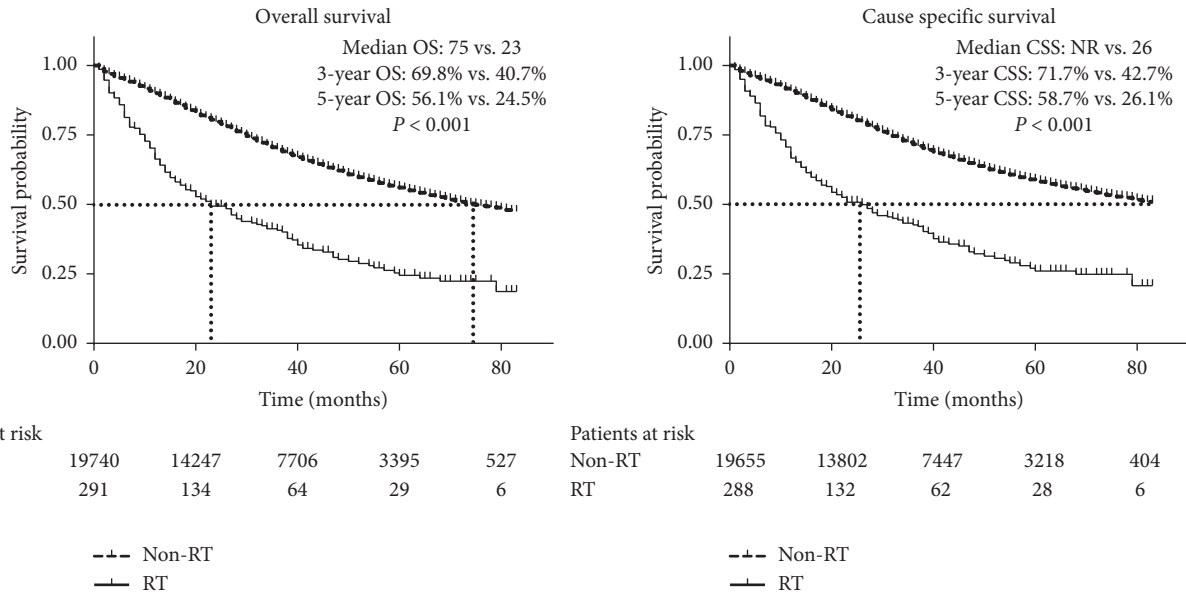 Overall survival
Median OS: 75 vs. 23
3-year OS: 69.8% vs. 40.7%
5-year OS: 56.1% vs. 24.5%
P < 0.001
Survival probability
1.00
0.75
0.50
0.25
0.00
0 20 40 60 80
Time (months)
t risk
19740 14247 7706 3395 527
291 134 64 29 6
Non-RT
RT
Cause specific survival
Median CSS: NR vs. 26
3-year CSS: 71.7% vs. 42.7%
5-year CSS: 58.7% vs. 26.1%
P < 0.001
Survival probability
1.00
0.75
0.50
0.25
0.00
0 20 40 60 80
Time (months)
Patients at risk
Non-RT 19655 13802 7447 3218 404
RT 288 132 62 28 6
Non-RT
RT